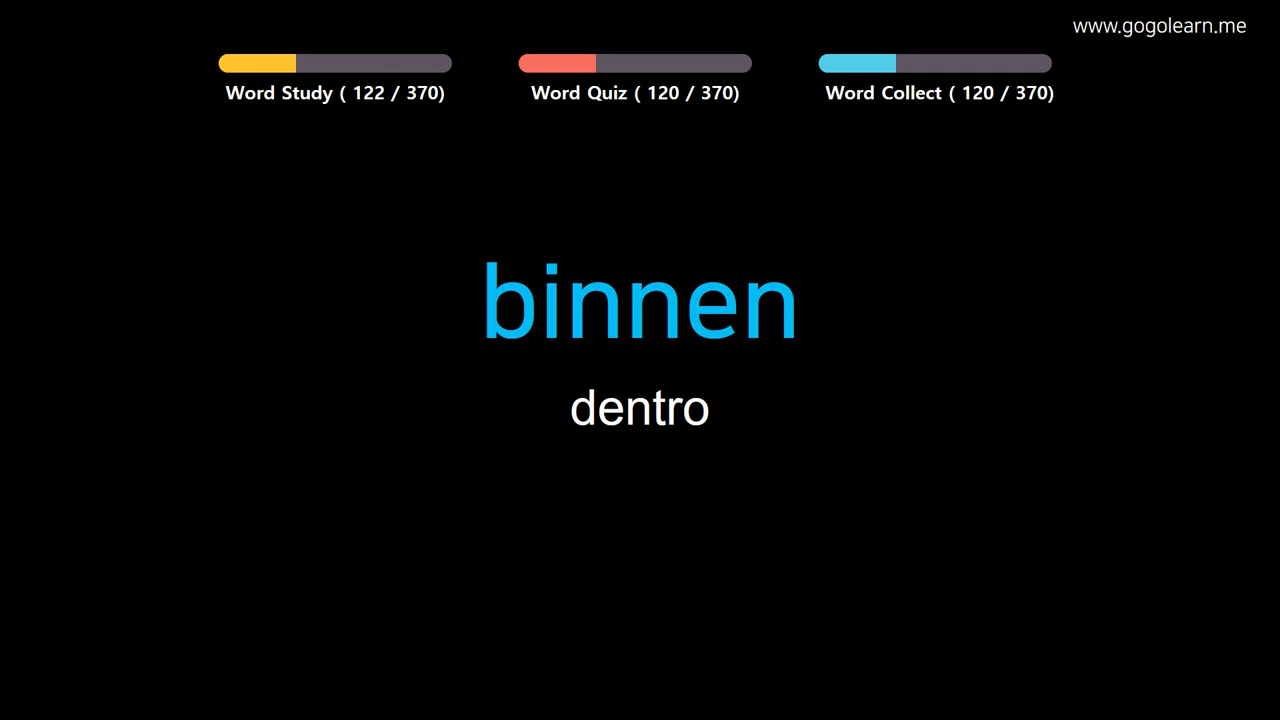 www.gogolearn.me
Word Study ( 122 / 370)
Word Quiz ( 120 / 370)
Word Collect ( 120 / 370)
binnen
dentro